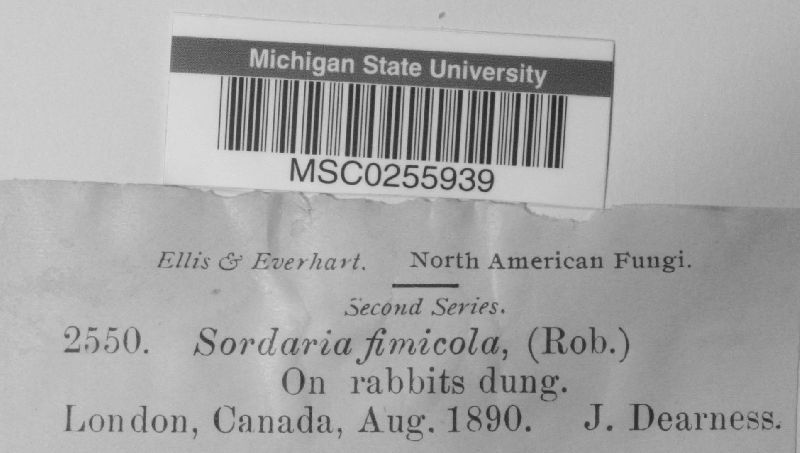 Michigan State University
MSC0255939
Ellis & Everhart. North American Fungi.
Second Series.
2550. Sordaria fimicola, (Rob.)
On rabbits dung.
London, Canada, Aug. 1890. J. Dearness.